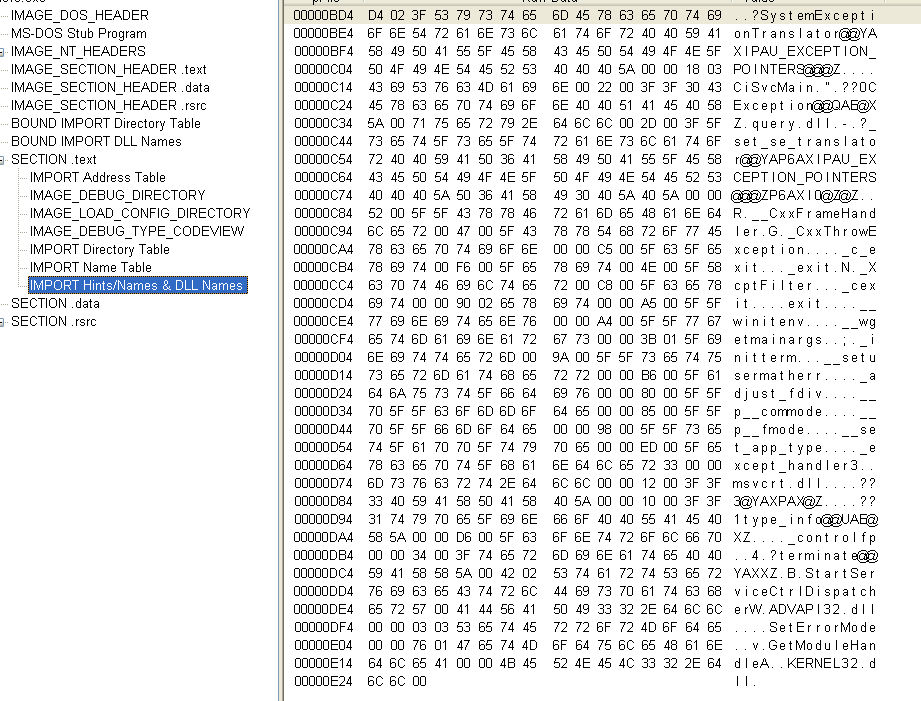 IMAGE_DOS_HEADER
MS-DOS Stub Program
IMAGE_NT_HEADERS
IMAGE_SECTION_HEADER .text
IMAGE_SECTION_HEADER .data
IMAGE_SECTION_HEADER .rsrc
BOUND IMPORT Directory Table
BOUND IMPORT DLL Names
SECTION .text
IMPORT Address Table
IMAGE_DEBUG_DIRECTORY
IMAGE_LOAD_CONFIG_DIRECTORY
IMAGE_DEBUG_TYPE_CODEVIEW
IMPORT Directory Table
IMPORT Name Table
IMPORT Hints/Names & DLL Names
SECTION .data
SECTION .rsrc
00000BD4 D4 02 3F 53 79 73 74 65 6D 45 78 63 65 70 74 69 ..?SystemExcepti
00000BE4 6F 6E 54 72 61 6E 73 6C 61 74 6F 72 40 40 59 41 onTranslator@@YA
00000BF4 58 49 50 41 55 5F 45 58 43 45 50 54 49 4F 4E 5F XIPAU_EXCEPTION_
00000C04 50 4F 49 4E 54 45 52 53 40 40 40 5A 00 00 18 03 POINTERS@@@Z....
00000C14 43 69 53 76 63 4D 61 69 6E 00 22 00 3F 3F 30 43 CiSvcMain.".??0C
00000C24 45 78 63 65 70 74 69 6F 6E 40 40 51 41 45 40 58 Exception@@QAE@X
00000C34 5A 00 71 75 65 72 79 2E 64 6C 6C 00 2D 00 3F 5F Z.query.dll.-.?_
00000C44 73 65 74 5F 73 65 5F 74 72 61 6E 73 6C 61 74 6F set_se_translato
00000C54 72 40 40 59 41 50 36 41 58 49 50 41 55 5F 45 58 r@@YAP6AXIPAU_EX
00000C64 43 45 50 54 49 4F 4E 5F 50 4F 49 4E 54 45 52 53 CEPTION_POINTERS
00000C74 40 40 40 5A 50 36 41 58 49 30 40 5A 40 5A 00 00 @@@ZP6AXI0@Z@Z..
00000C84 52 00 5F 5F 43 78 78 46 72 61 6D 65 48 61 6E 64 R.__CxxFrameHand
00000C94 6C 65 72 00 47 00 5F 43 78 78 54 68 72 6F 77 45 ler.G._CxxThrowE
00000CA4 78 63 65 70 74 69 6F 6E 00 00 C5 00 5F 63 5F 65 xception...._c_e
00000CB4 78 69 74 00 F6 00 5F 65 78 69 74 00 4E 00 5F 58 xit..._exit.N._X
00000CC4 63 70 74 46 69 6C 74 65 72 00 C8 00 5F 63 65 78 cptFilter..._cex
00000CD4 69 74 00 00 90 02 65 78 69 74 00 00 A5 00 5F 5F it....exit....__
00000CE4 77 69 6E 69 74 65 6E 76 00 00 A4 00 5F 5F 77 67 winitenv....__wg
00000CF4 65 74 6D 61 69 6E 61 72 67 73 00 00 3B 01 5F 69 etmainargs..;._i
00000D04 6E 69 74 74 65 72 6D 00 9A 00 5F 5F 73 65 74 75 nitterm...__setu
00000D14 73 65 72 6D 61 74 68 65 72 72 00 00 B6 00 5F 61 sermatherr...._a
00000D24 64 6A 75 73 74 5F 66 64 69 76 00 00 80 00 5F 5F djust_fdiv....__
00000D34 70 5F 5F 63 6F 6D 6D 6F 64 65 00 00 85 00 5F 5F p__commode....__
00000D44 70 5F 5F 66 6D 6F 64 65 00 00 98 00 5F 5F 73 65 p__fmode....__se
00000D54 74 5F 61 70 70 5F 74 79 70 65 00 00 ED 00 5F 65 t_app_type...._e
00000D64 78 63 65 70 74 5F 68 61 6E 64 6C 65 72 33 00 00 xcept_handler3..
00000D74 6D 73 76 63 72 74 2E 64 6C 6C 00 00 12 00 3F 3F msvcrt.dll....??
00000D84 33 40 59 41 58 50 41 58 40 5A 00 00 10 00 3F 3F 3@YAXPAX@Z....??
00000D94 31 74 79 70 65 5F 69 6E 66 6F 40 40 55 41 45 40 1type_info@@UAE@
00000DA4 58 5A 00 00 D6 00 5F 63 6F 6E 74 72 6F 6C 66 70 XZ...._controlfp
00000DB4 00 00 34 00 3F 74 65 72 6D 69 6E 61 74 65 40 40 ..4.?terminate@@
00000DC4 59 41 58 58 5A 00 42 02 53 74 61 72 74 53 65 72 YAXXZ.B.StartSer
00000DD4 76 69 63 65 43 74 72 6C 44 69 73 70 61 74 63 68 viceCtrlDispatch
00000DE4 65 72 57 00 41 44 56 41 50 49 33 32 2E 64 6C 6C erW.ADVAPI32.dll
00000DF4 00 00 03 03 53 65 74 45 72 72 6F 72 4D 6F 64 65 ....SetErrorMode
00000E04 00 00 76 01 47 65 74 4D 6F 64 75 6C 65 48 61 6E ..v.GetModuleHan
00000E14 64 6C 65 41 00 00 4B 45 52 4E 45 4C 33 32 2E 64 dleA..KERNEL32.d
00000E24 6C 6C 00 ll.